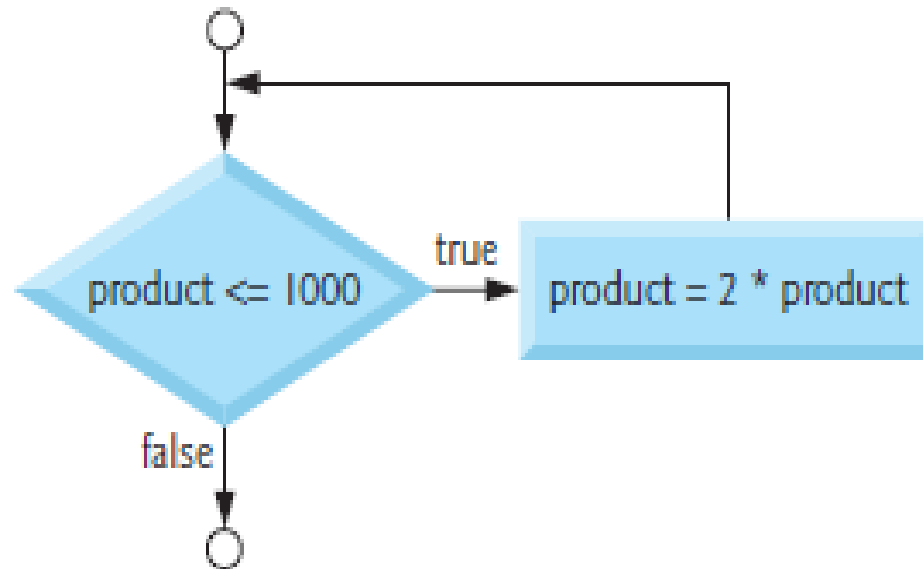 true
product <= 1000
product = 2 * product
false